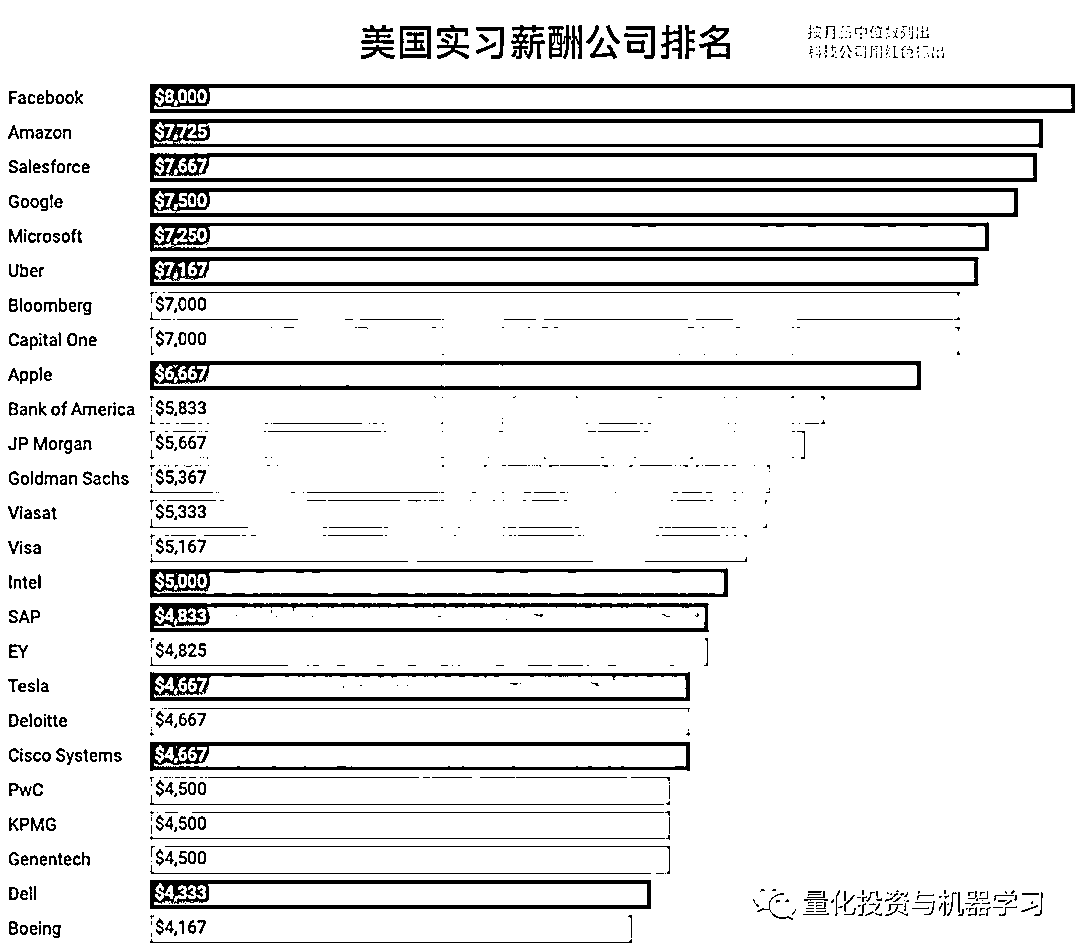 美国实习薪酬公司排名
按月薪中位数列出
科技公司用红色标出
Facebook $8,000
Amazon $7,725
Salesforce $7,667
Google $7,500
Microsoft $7,250
Uber $7,167
Bloomberg $7,000
Capital One $7,000
Apple $6,667
Bank of America $5,833
JP Morgan $5,667
Goldman Sachs $5,367
Viasat $5,333
Visa $5,167
Intel $5,000
SAP $4,833
EY $4,825
Tesla $4,667
Deloitte $4,667
Cisco Systems $4,667
PwC $4,500
KPMG $4,500
Genentech $4,500
Dell $4,333
Boeing $4,167
量化投资与机器学习